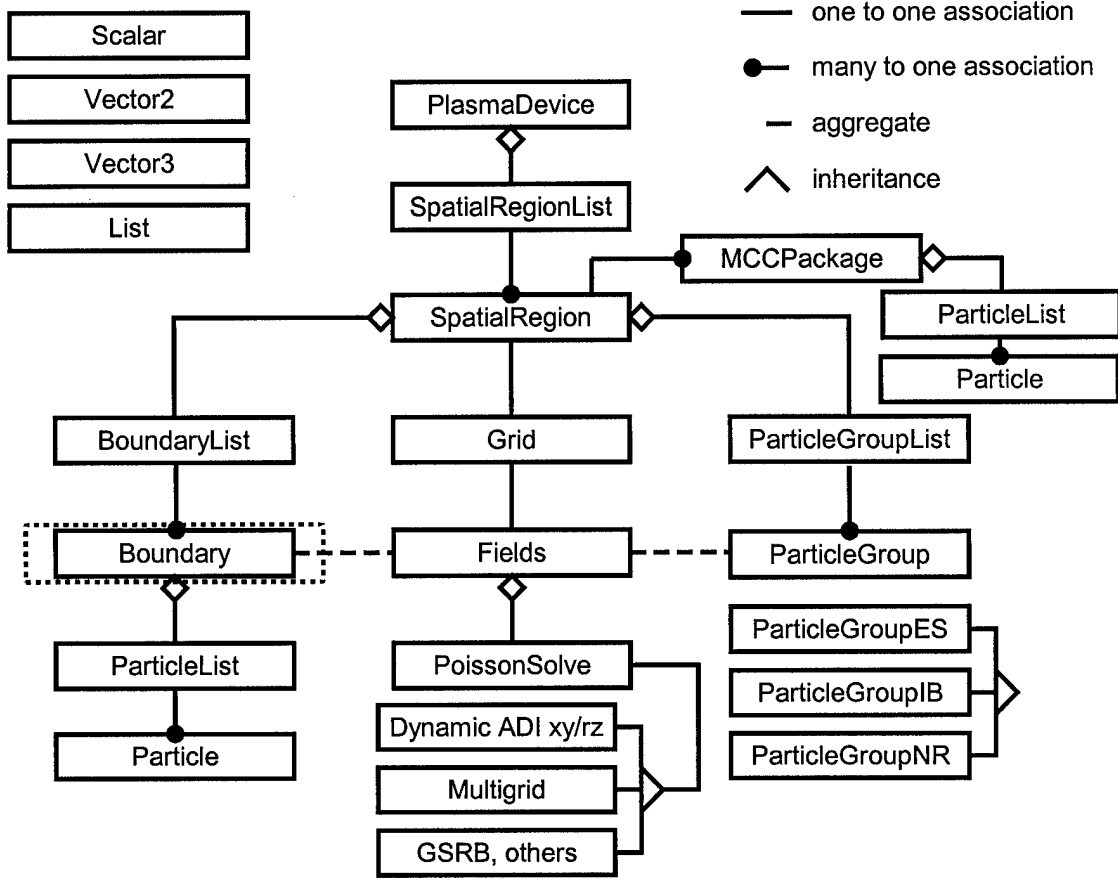 Scalar
Vector2
Vector3
List
one to one association
many to one association
aggregate
inheritance
PlasmaDevice
SpatialRegionList
MCCPackage
ParticleList
Particle
SpatialRegion
BoundaryList
Grid
ParticleGroupList
Boundary
Fields
ParticleGroup
ParticleList
Particle
PoissonSolve
Dynamic ADI xy/rz
Multigrid
GSRB, others
ParticleGroupES
ParticleGroupIB
ParticleGroupNR